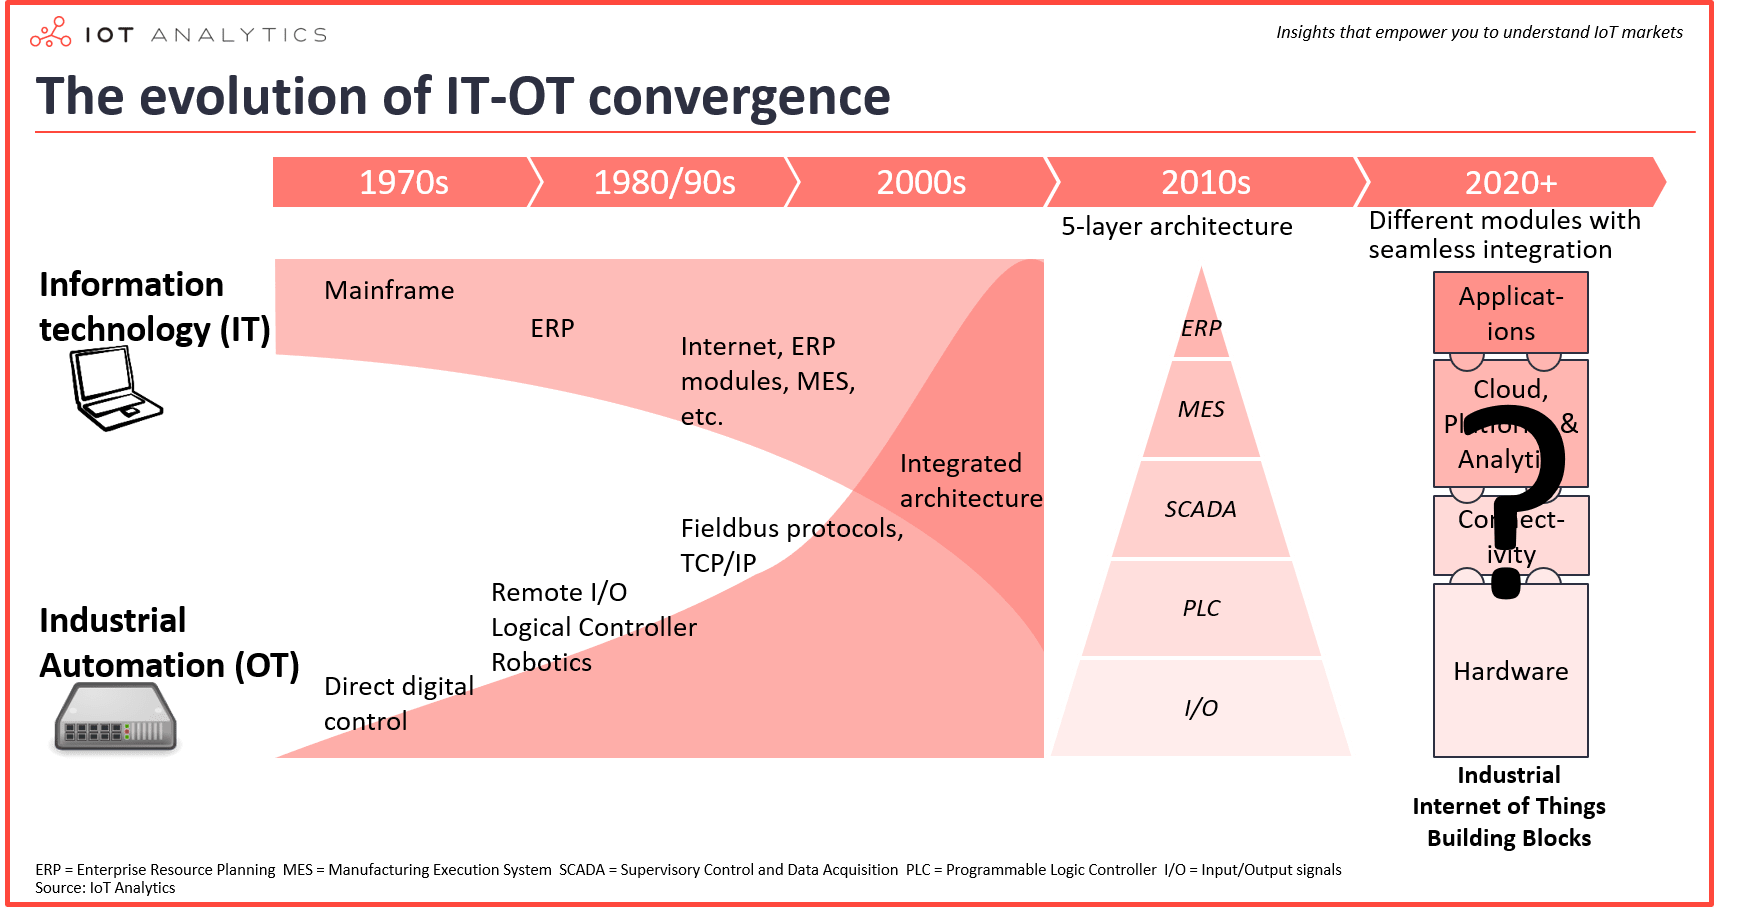 IOT ANALYTICS
Insights that empower you to understand IoT markets
The evolution of IT-OT convergence
1970s
1980/90s
2000s
2010s
2020+
5-layer architecture
Different modules with
seamless integration
Information
technology (IT)
Mainframe
ERP
Internet, ERP
modules, MES,
etc.
Integrated
architecture
Fieldbus protocols,
TCP/IP
Remote I/O
Logical Controller
Robotics
Industrial
Automation (OT)
Direct digital
control
ERP
MES
SCADA
PLC
I/O
Applicat-
ions
Cloud,
&
?
Hardware
Industrial
Internet of Things
Building Blocks
ERP = Enterprise Resource Planning MES = Manufacturing Execution System SCADA = Supervisory Control and Data Acquisition PLC = Programmable Logic Controller I/O = Input/Output signals
Source: IoT Analytics